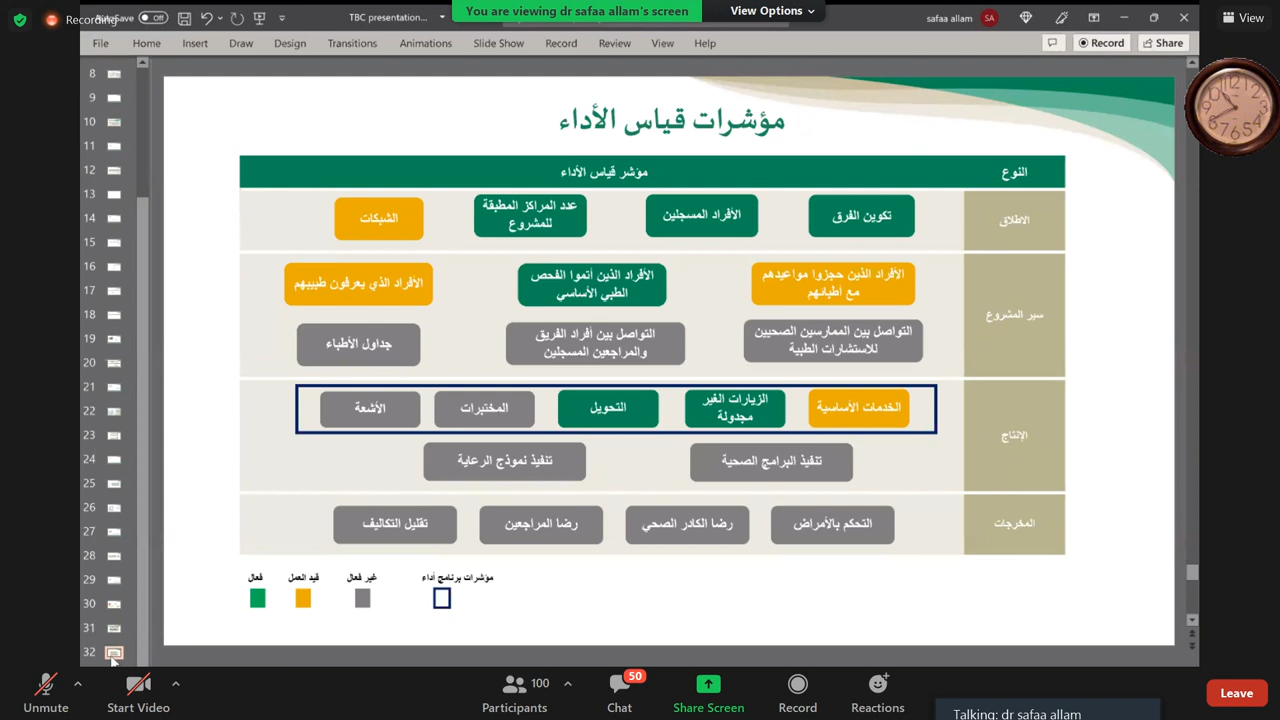 Recording
AutoSave Off
TBC presentation...
You are viewing dr safaa allam's screen
View Options
safaa allam
SA
View
File Home Insert Draw Design Transitions Animations Slide Show Record Review View Help
Record
Share
8
9
10
11
12
13
14
15
16
17
18
19
20
21
22
23
24
25
26
27
28
29
30
31
32
مؤشرات قياس الأداء
النوع
مؤشر قياس الأداء
الاطلاق
تكوين الفرق
الأفراد المسجلين
عدد المراكز المطبقة
للمشروع
الشبكات
سير المشروع
الأفراد الذين حجزوا مواعيدهم
مع أطبائهم
الأفراد الذين أتموا الفحص
الطبي الأساسي
الأفراد الذي يعرفون طبيبهم
التواصل بين الممارسين الصحيين
للاستشارات الطبية
التواصل بين أفراد الفريق
والمراجعين المسجلين
جداول الأطباء
الإنتاج
الخدمات الأساسية
الزيارات الغير
مجدولة
التحويل
المختبرات
الأشعة
تنفيذ البرامج الصحية
تنفيذ نموذج الرعاية
المخرجات
التحكم بالأمراض
رضا الكادر الصحي
رضا المراجعين
تقليل التكاليف
مؤشرات برنامج أداء
غير فعال
قيد العمل
فعال
Unmute
Start Video
100
Participants
50
Chat
Share Screen
Record
Reactions
Talking: dr safaa allam
Leave